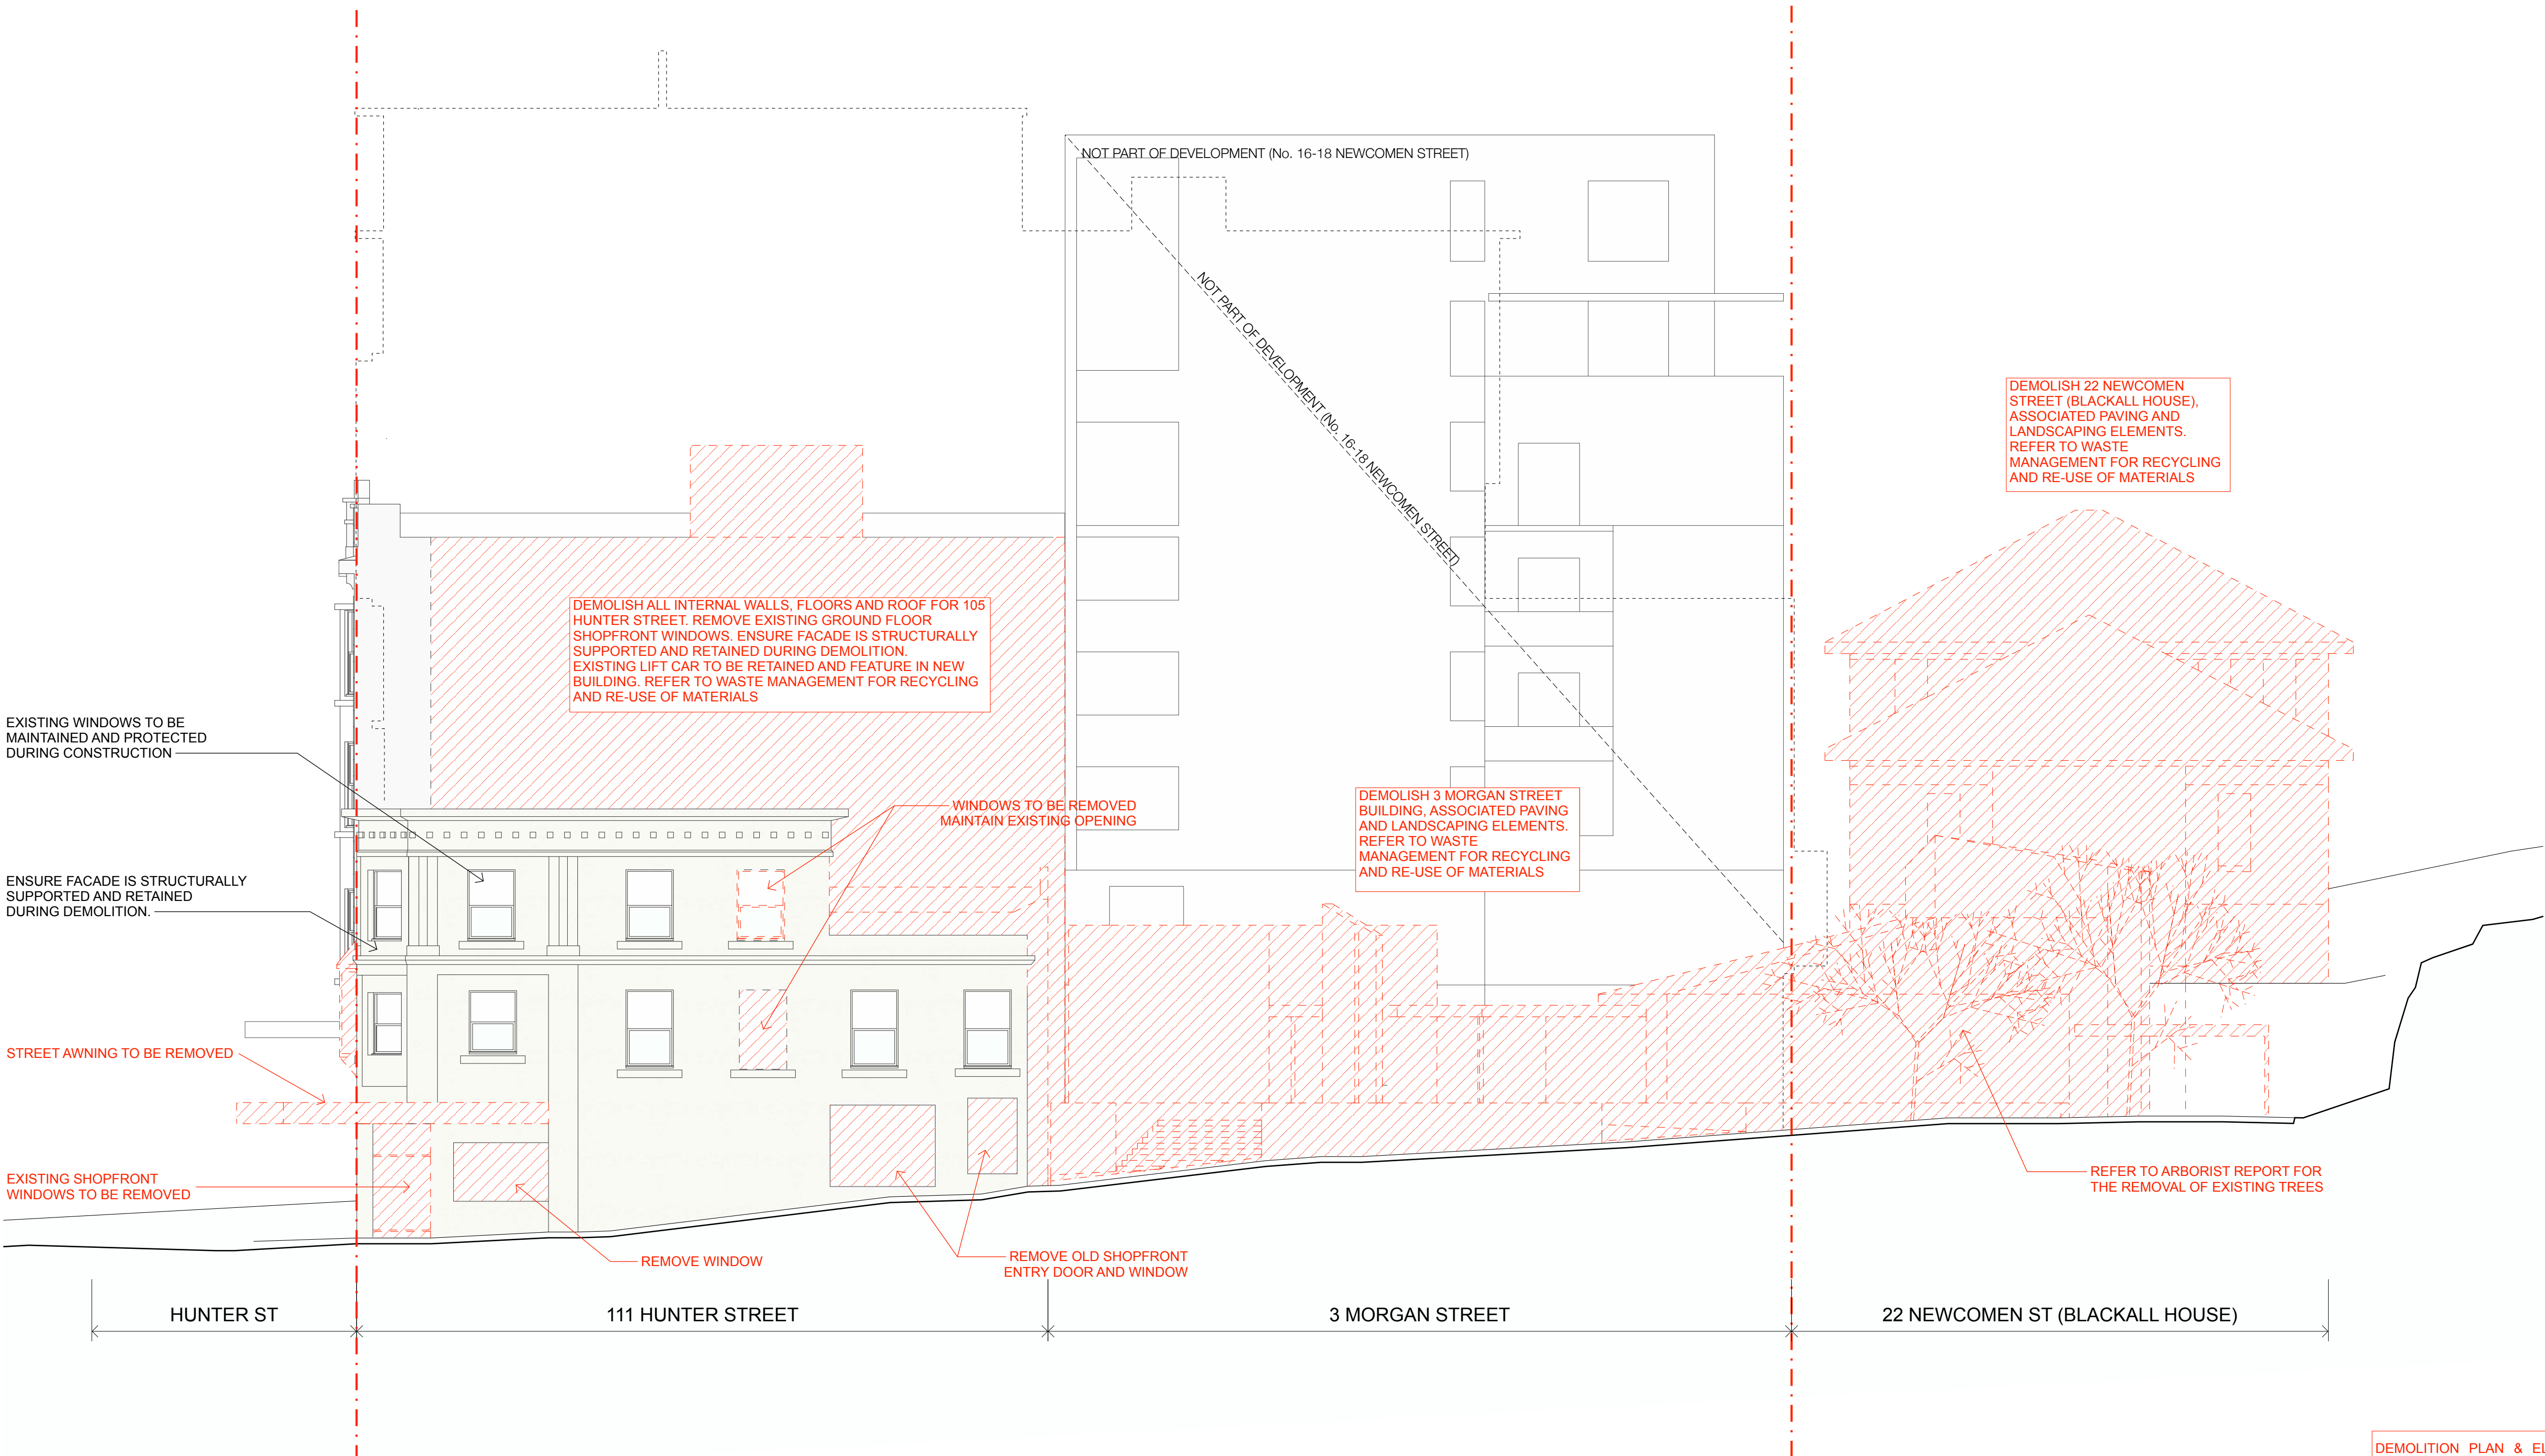 NOT PART OF DEVELOPMENT (No. 16-18 NEWCOMEN STREET)
NOT PART OF DEVELOPMENT (No. 16-18 NEWCOMEN STREET)
DEMOLISH 22 NEWCOMEN
STREET (BLACKALL HOUSE),
ASSOCIATED PAVING AND
LANDSCAPING ELEMENTS.
REFER TO WASTE
MANAGEMENT FOR RECYCLING
AND RE-USE OF MATERIALS
DEMOLISH ALL INTERNAL WALLS, FLOORS AND ROOF FOR 105
HUNTER STREET. REMOVE EXISTING GROUND FLOOR
SHOPFRONT WINDOWS. ENSURE FACADE IS STRUCTURALLY
SUPPORTED AND RETAINED DURING DEMOLITION.
EXISTING LIFT CAR TO BE RETAINED AND FEATURE IN NEW
BUILDING. REFER TO WASTE MANAGEMENT FOR RECYCLING
AND RE-USE OF MATERIALS
EXISTING WINDOWS TO BE
MAINTAINED AND PROTECTED
DURING CONSTRUCTION
WINDOWS TO BE REMOVED
MAINTAIN EXISTING OPENING
DEMOLISH 3 MORGAN STREET
BUILDING, ASSOCIATED PAVING
AND LANDSCAPING ELEMENTS.
REFER TO WASTE
MANAGEMENT FOR RECYCLING
AND RE-USE OF MATERIALS
ENSURE FACADE IS STRUCTURALLY
SUPPORTED AND RETAINED
DURING DEMOLITION.
STREET AWNING TO BE REMOVED
EXISTING SHOPFRONT
WINDOWS TO BE REMOVED
REFER TO ARBORIST REPORT FOR
THE REMOVAL OF EXISTING TREES
REMOVE WINDOW
REMOVE OLD SHOPFRONT
ENTRY DOOR AND WINDOW
HUNTER ST
111 HUNTER STREET
3 MORGAN STREET
22 NEWCOMEN ST (BLACKALL HOUSE)
DEMOLITION PLAN &